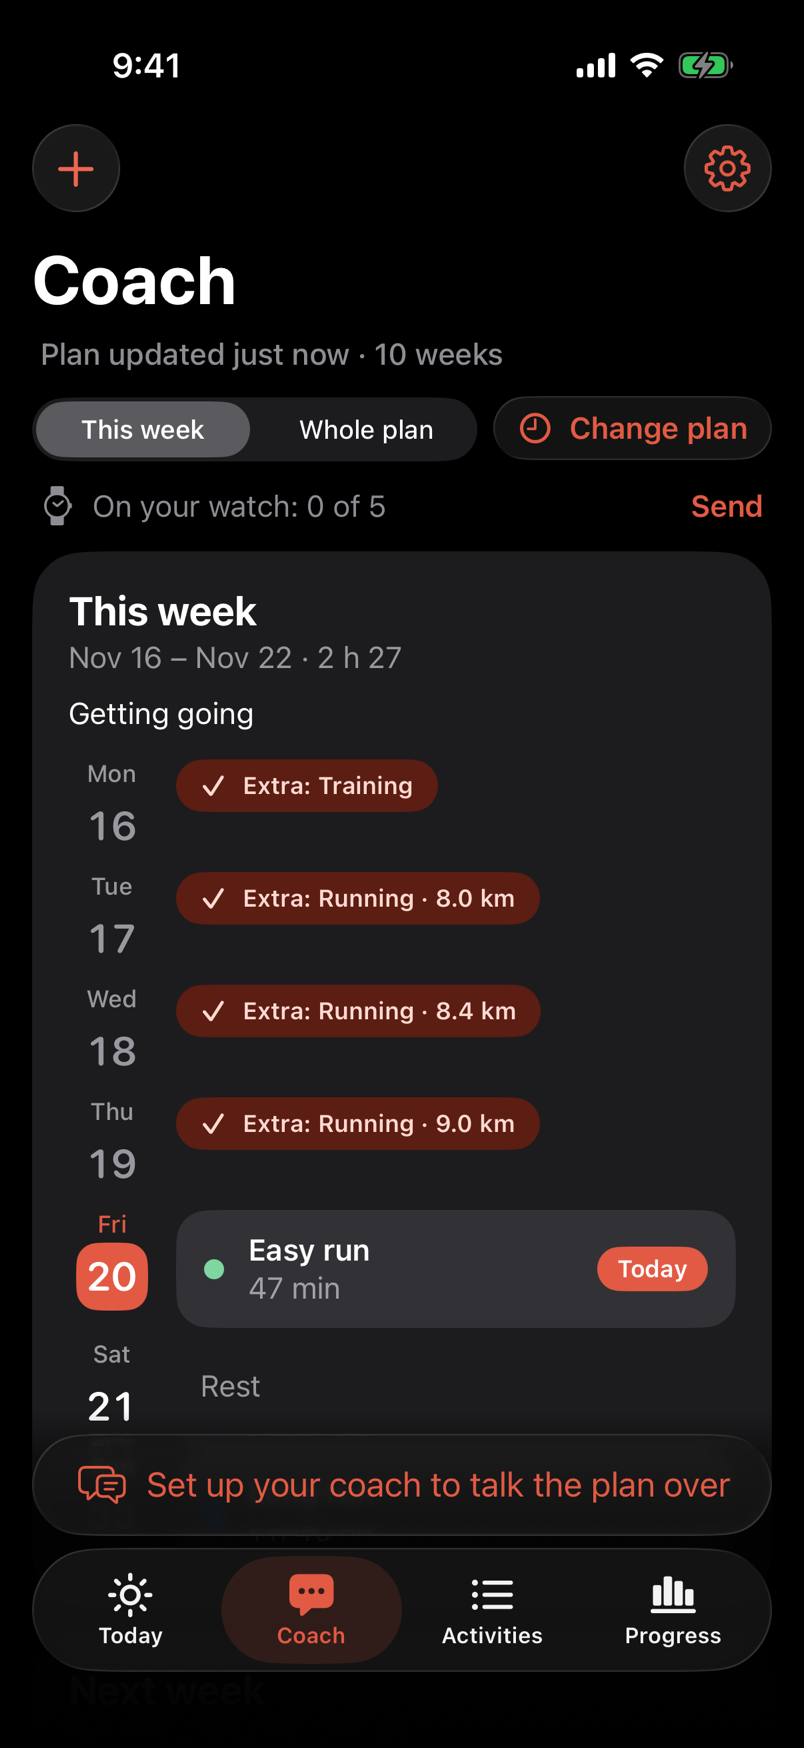 9:41
Coach
Plan updated just now · 10 weeks
This week
Whole plan
Change plan
On your watch: 0 of 5
Send
This week
Nov 16 – Nov 22 · 2 h 27
Getting going
Mon
16
Extra: Training
Tue
17
Extra: Running · 8.0 km
Wed
18
Extra: Running · 8.4 km
Thu
19
Extra: Running · 9.0 km
Fri
20
Easy run
47 min
Today
Sat
21
Rest
Set up your coach to talk the plan over
Today
Coach
Activities
Progress
Next week